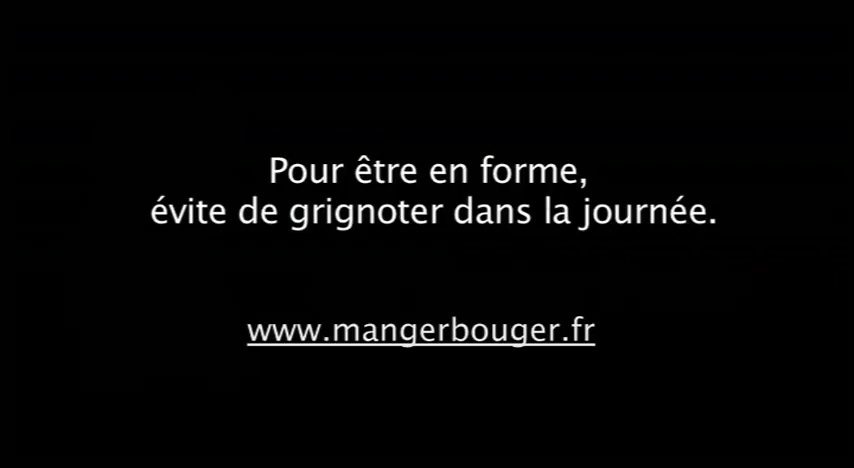 Pour être en forme,
évite de grignoter dans la journée.
www.mangerbouger.fr